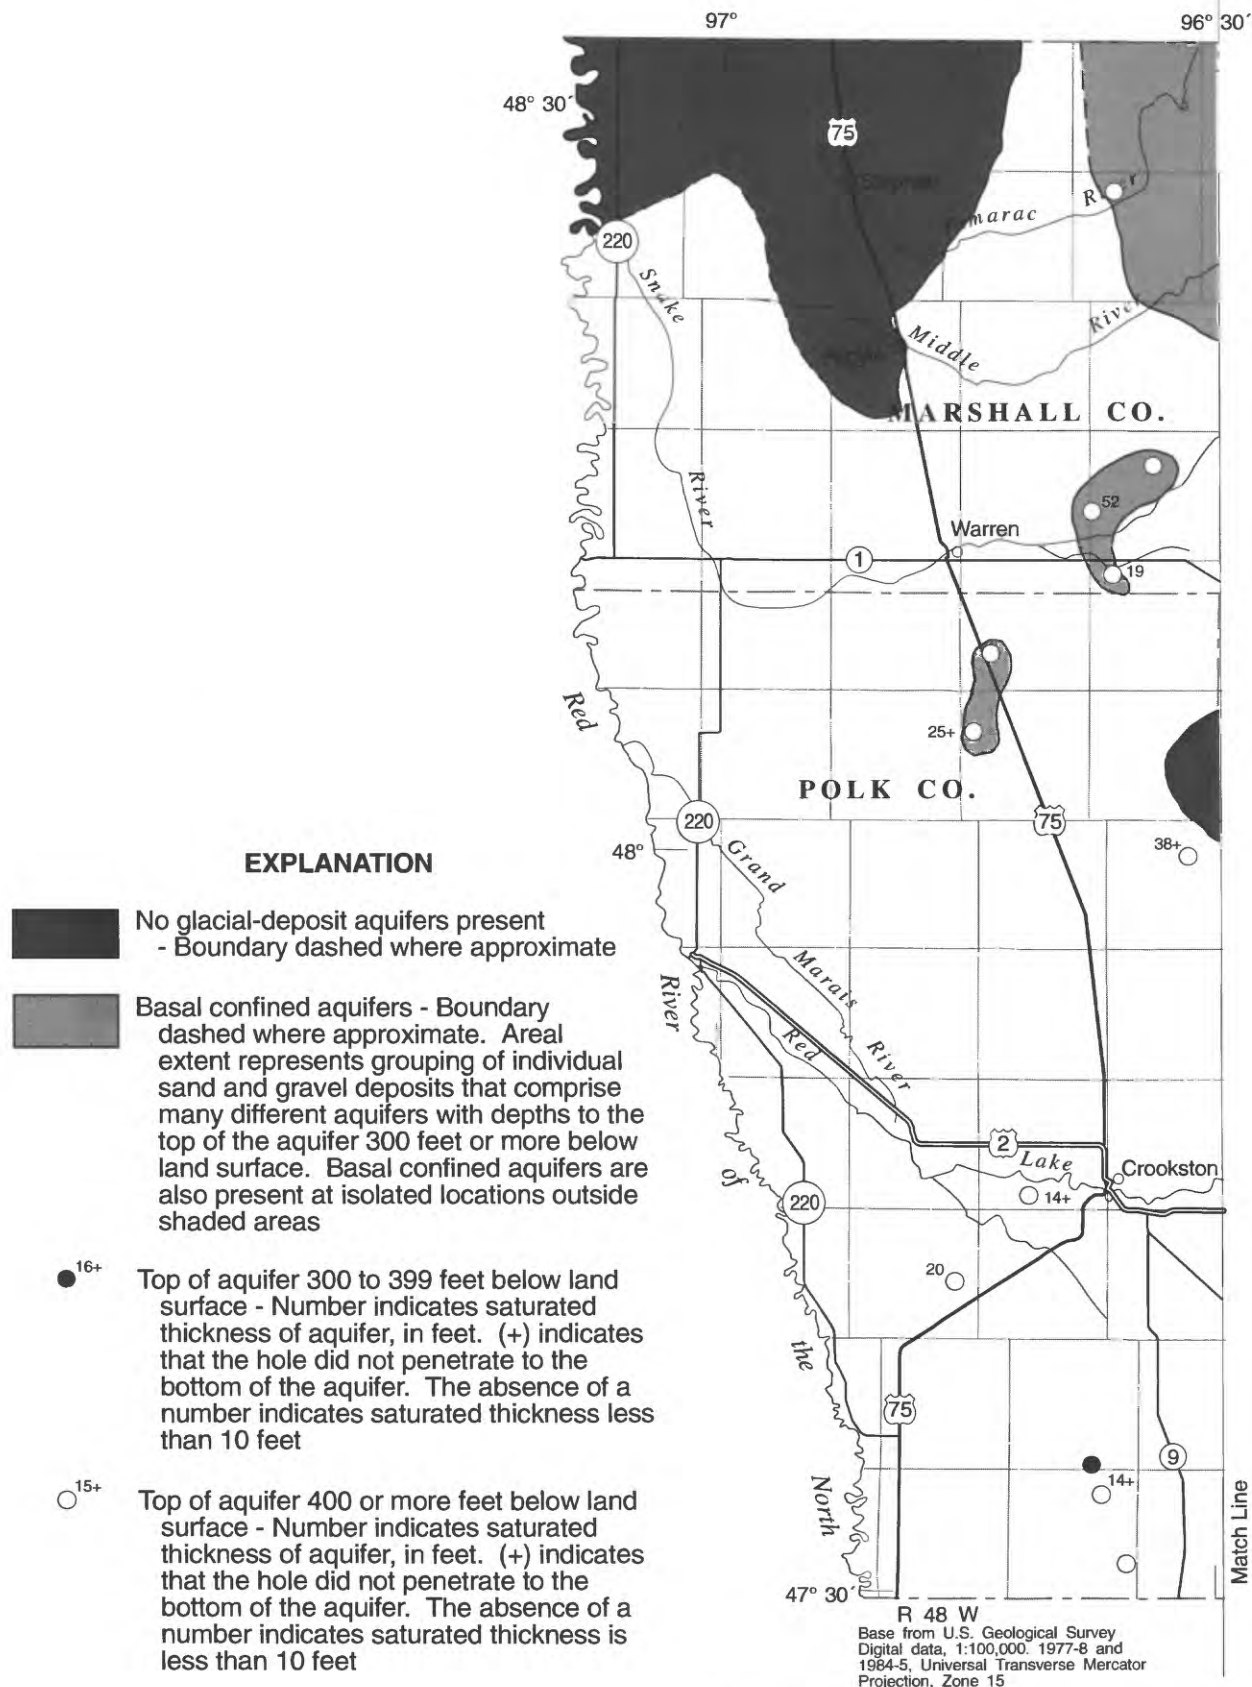 97°
96° 30´
48° 30´
75
220
Snake
River
Middle
River
MARSHALL CO.
52
Warren
1
19
Red
25+
POLK CO.
75
220
48°
38+
Grand
Marais
River
River
Red
2
Lake
Crookston
of
220
14+
20
the
75
9
North
14+
47° 30´
Match Line
R 48 W
Base from U.S. Geological Survey
Digital data, 1:100,000. 1977-8 and
1984-5, Universal Transverse Mercator
Projection, Zone 15
EXPLANATION
No glacial-deposit aquifers present
- Boundary dashed where approximate
Basal confined aquifers - Boundary
dashed where approximate. Areal
extent represents grouping of individual
sand and gravel deposits that comprise
many different aquifers with depths to the
top of the aquifer 300 feet or more below
land surface. Basal confined aquifers are
also present at isolated locations outside
shaded areas
16+
Top of aquifer 300 to 399 feet below land
surface - Number indicates saturated
thickness of aquifer, in feet. (+) indicates
that the hole did not penetrate to the
bottom of the aquifer. The absence of a
number indicates saturated thickness less
than 10 feet
15+
Top of aquifer 400 or more feet below land
surface - Number indicates saturated
thickness of aquifer, in feet. (+) indicates
that the hole did not penetrate to the
bottom of the aquifer. The absence of a
number indicates saturated thickness is
less than 10 feet